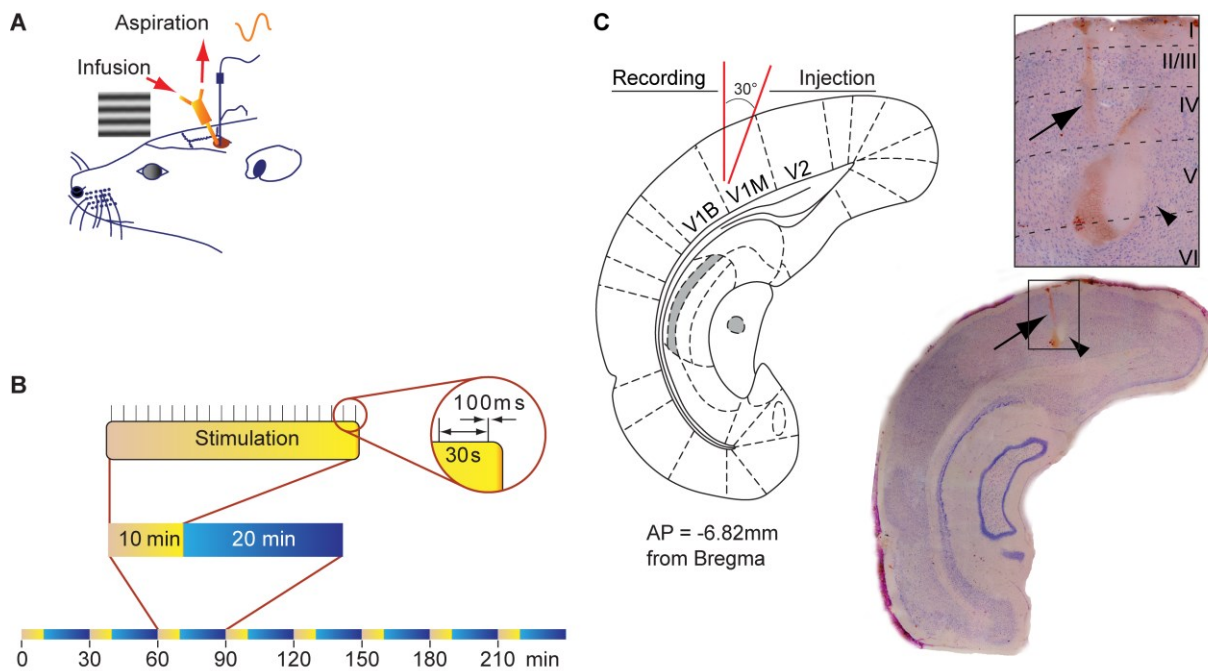 A
Aspiration
Infusion
B
100ms
Stimulation
30s
10 min
20 min
0 30 60 90 120 150 180 210 min
C
Recording
30°
Injection
V1B
V1M
V2
AP = -6.82mm
from Bregma
I
II/III
IV
V
VI